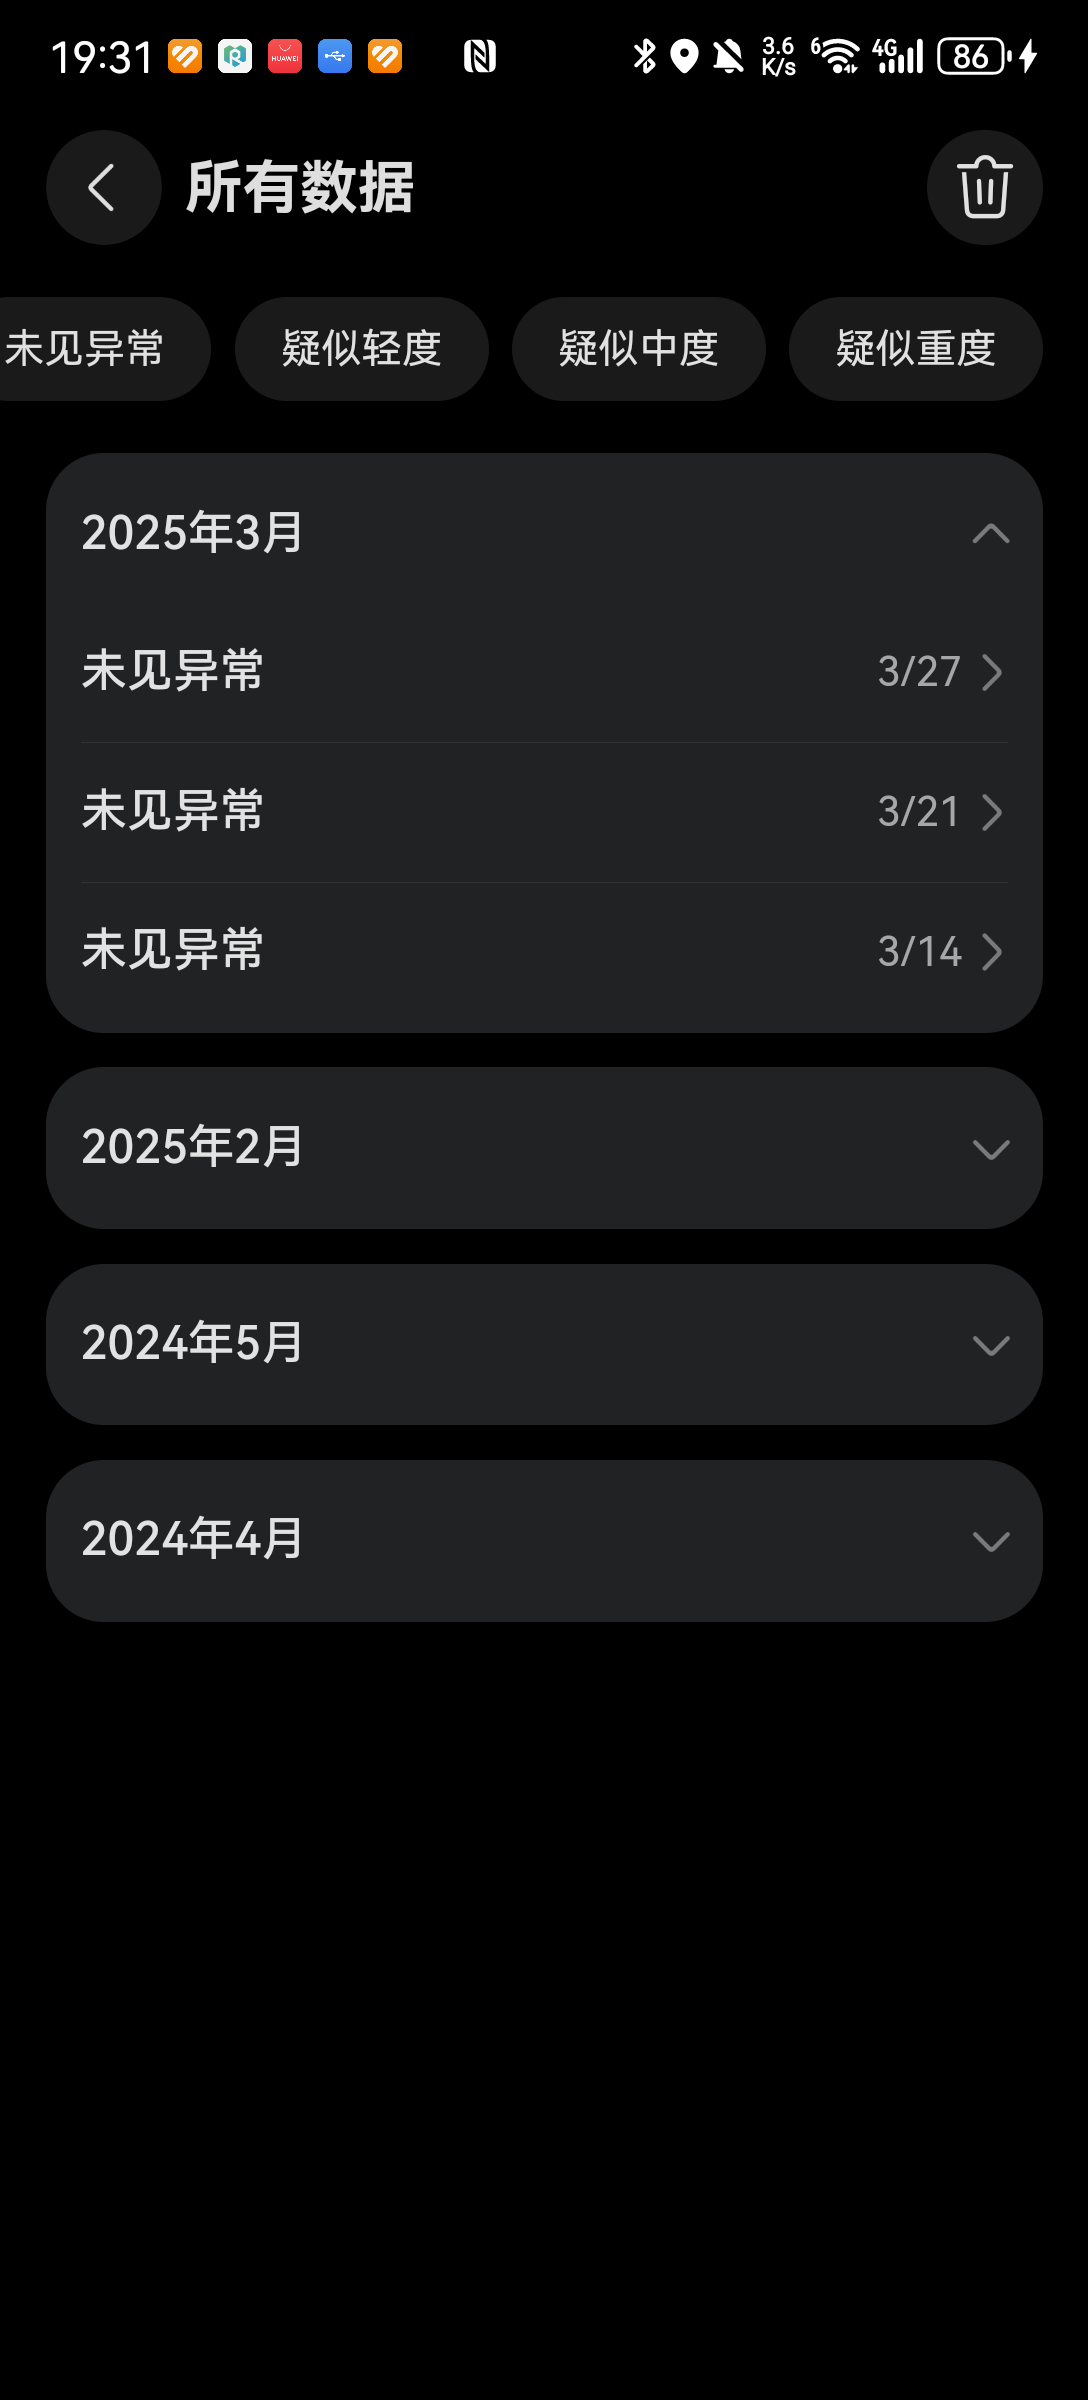 19:31 HUAWEI 3.6 K/s 6 4G 86
所有数据
未见异常 疑似轻度 疑似中度 疑似重度
2025年3月
未见异常 3/27
未见异常 3/21
未见异常 3/14
2025年2月
2024年5月
2024年4月